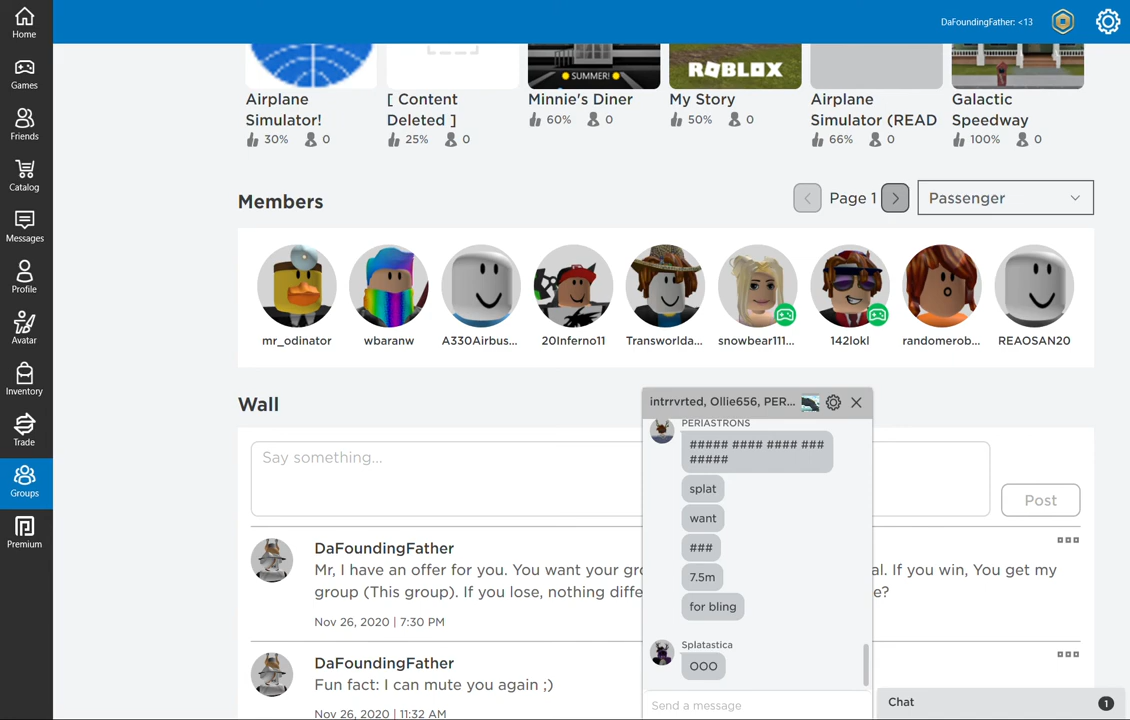 Home
Games
Friends
Catalog
Messages
Profile
Avatar
Inventory
Trade
Groups
Premium
DaFoundingFather: <13
SUMMER!
ROBLOX
Airplane
Simulator!
30% 0
[ Content
Deleted ]
25% 0
Minnie's Diner
60% 0
My Story
50% 0
Airplane
Simulator (READ
66% 0
Galactic
Speedway
100% 0
Members
Page 1
Passenger
mr_odinator
wbaranw
A330Airbus...
20Inferno11
Transworlda...
snowbear111...
142lokl
randomerob...
REAOSAN20
Wall
Say something...
Post
DaFoundingFather
Mr, I have an offer for you. You want your gr
al. If you win, You get my
group (This group). If you lose, nothing diffe
e?
Nov 26, 2020 | 7:30 PM
DaFoundingFather
Fun fact: I can mute you again ;)
Nov 26, 2020 | 11:32 AM
intrrvrted, Ollie656, PER...
PERIASTRONS
##### #### #### ###
#####
splat
want
###
7.5m
for bling
Splatastica
OOO
Send a message
Chat
1